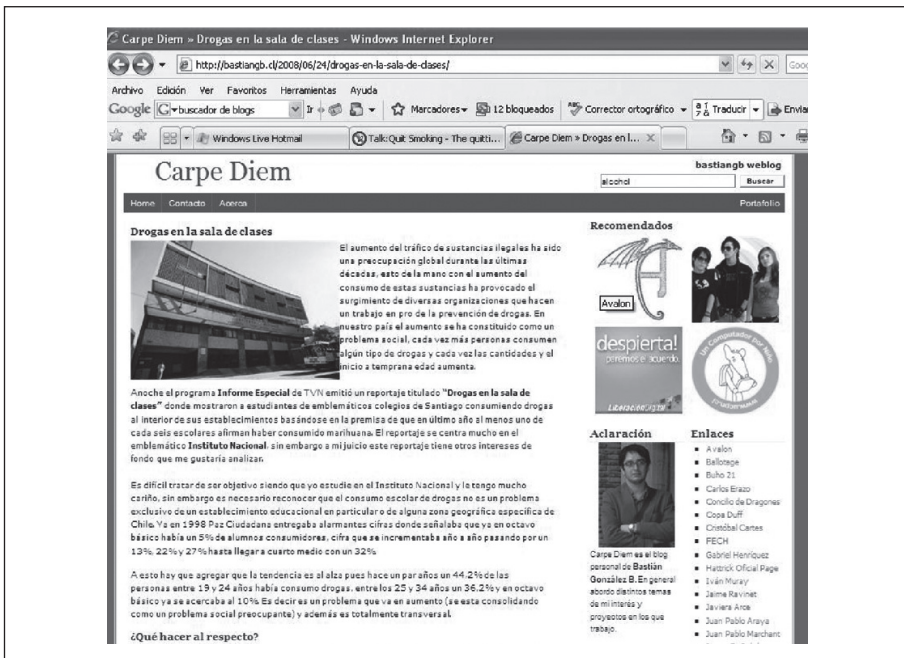 Carpe Diem » Drogas en la sala de clases - Windows Internet Explorer
http://bastiangb.cl/2008/06/24/drogas-en-la-sala-de-clases/
Goo
Archivo Edición Ver Favoritos Herramientas Ayuda
Google buscador de blogs Ir Marcadores 12 bloqueados Corrector ortográfico Traducir Envia
Windows Live Hotmail Talk:Quit Smoking - The quitti... Carpe Diem » Drogas en l...
Carpe Diem
bastiangb weblog
alcohol Buscar
Home Contacto Acerca Portafolio
Drogas en la sala de clases
El aumento del tráfico de sustancias ilegales ha sido
una preocupación global durante las últimas
décadas, esto de la mano con el aumento del
consumo de estas sustancias ha provocado el
surgimiento de diversas organizaciones que hacen
un trabajo en pro de la prevención de drogas. En
nuestro país el aumento se ha constituido como un
problema social, cada vez más personas consumen
algún tipo de drogas y cada vez las cantidades y el
inicio a temprana edad aumenta.
Anoche el programa Informe Especial de TVN emitió un reportaje titulado “Drogas en la sala de
clases” donde mostraron a estudiantes de emblemáticos colegios de Santiago consumiendo drogas
al interior de sus establecimientos basándose en la premisa de que en último año al menos uno de
cada seis escolares afirman haber consumido marihuana. El reportaje se centra mucho en el
emblemático Instituto Nacional, sin embargo a mi juicio este reportaje tiene otros intereses de
fondo que me gustaría analizar.
Es difícil tratar de ser objetivo siendo que yo estudie en el Instituto Nacional y le tengo mucho
cariño, sin embargo es necesario reconocer que el consumo escolar de drogas no es un problema
exclusivo de un establecimiento educacional en particular o de alguna zona geográfica especifica de
Chile. Ya en 1998 Paz Ciudadana entregaba alarmantes cifras donde señalaba que ya en octavo
básico había un 5% de alumnos consumidores, cifra que se incrementaba año a año pasando por un
13%, 22% y 27% hasta llegar a cuarto medio con un 32%.
A esto hay que agregar que la tendencia es al alza pues hace un par años un 44,2% de las
personas entre 19 y 24 años había consumo drogas, entre los 25 y 34 años un 36,2% y en octavo
básico ya se acercaba al 10%. Es decir es un problema que va en aumento (se esta consolidando
como un problema social preocupante) y además es totalmente transversal.
¿Qué hacer al respecto?
Recomendados
Avalon
despierta!
paremos el acuerdo.
Liberacion.org
Un Computador por Niño
Aclaración
Carpe Diem es el blog
personal de Bastián
González B. En general
abordo distintos temas
de mi interés y
proyectos en los que
trabajo.
Enlaces
Avalon
Ballotage
Buho 21
Carlos Erazo
Concilio de Dragones
Copa Duff
Cristóbal Cartes
FECH
Gabriel Henriquez
Hattrick Oficial Page
Iván Muray
Jaime Ravinet
Javiera Arce
Juan Pablo Araya
Juan Pablo Marchant